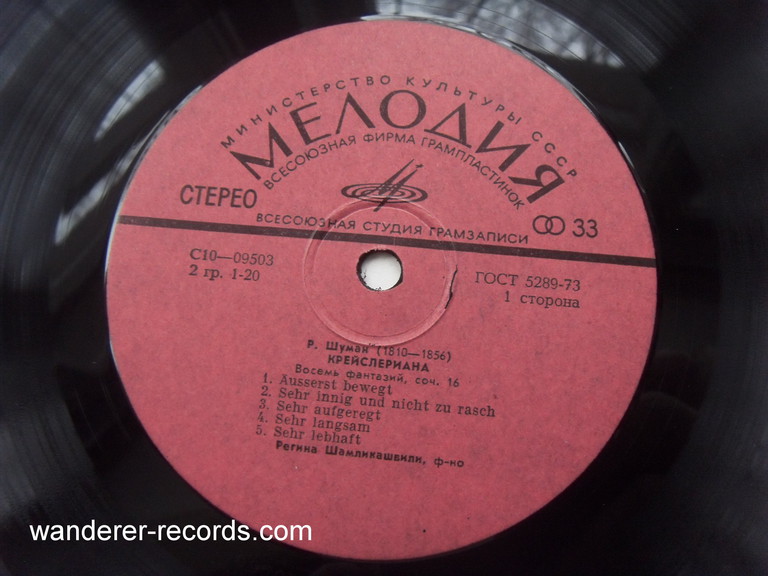 МИНИСТЕРСТВО КУЛЬТУРЫ СССР
МЕЛОДИЯ
ВСЕСОЮЗНАЯ ФИРМА ГРАМПЛАСТИНОК
СТЕРЕО
33
ВСЕСОЮЗНАЯ СТУДИЯ ГРАМЗАПИСИ
С10—09503
2 гр. 1-20
ГОСТ 5289-73
1 сторона
Р. Шуман (1810—1856)
КРЕЙСЛЕРИАНА
Восемь фантазий, соч. 16
1. Äusserst bewegt
2. Sehr innig und nicht zu rasch
3. Sehr aufgeregt
4. Sehr langsam
5. Sehr lebhaft
Регина Шамликашвили, ф-но
wanderer-records.com